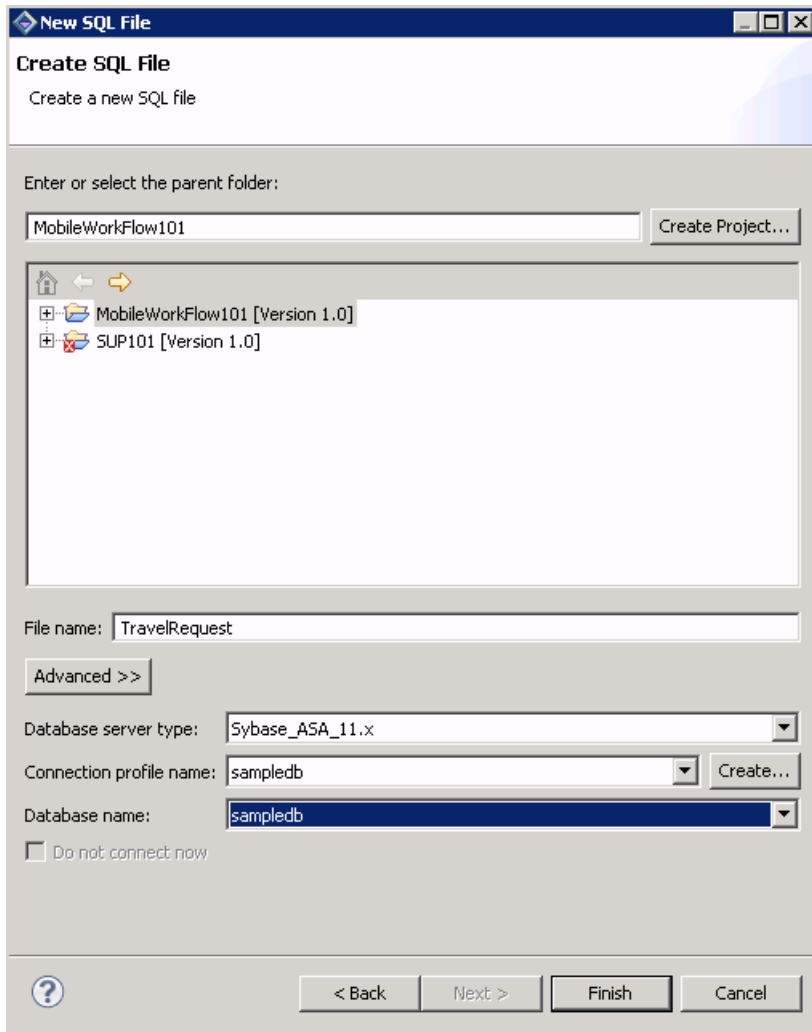 New SQL File
Create SQL File
Create a new SQL file
Enter or select the parent folder:
MobileWorkFlow101
Create Project...
MobileWorkFlow101 [Version 1.0]
SUP101 [Version 1.0]
File name: TravelRequest
Advanced >>
Database server type: Sybase_ASA_11.x
Connection profile name: sampledb Create...
Database name: sampledb
Do not connect now
? < Back Next > Finish Cancel